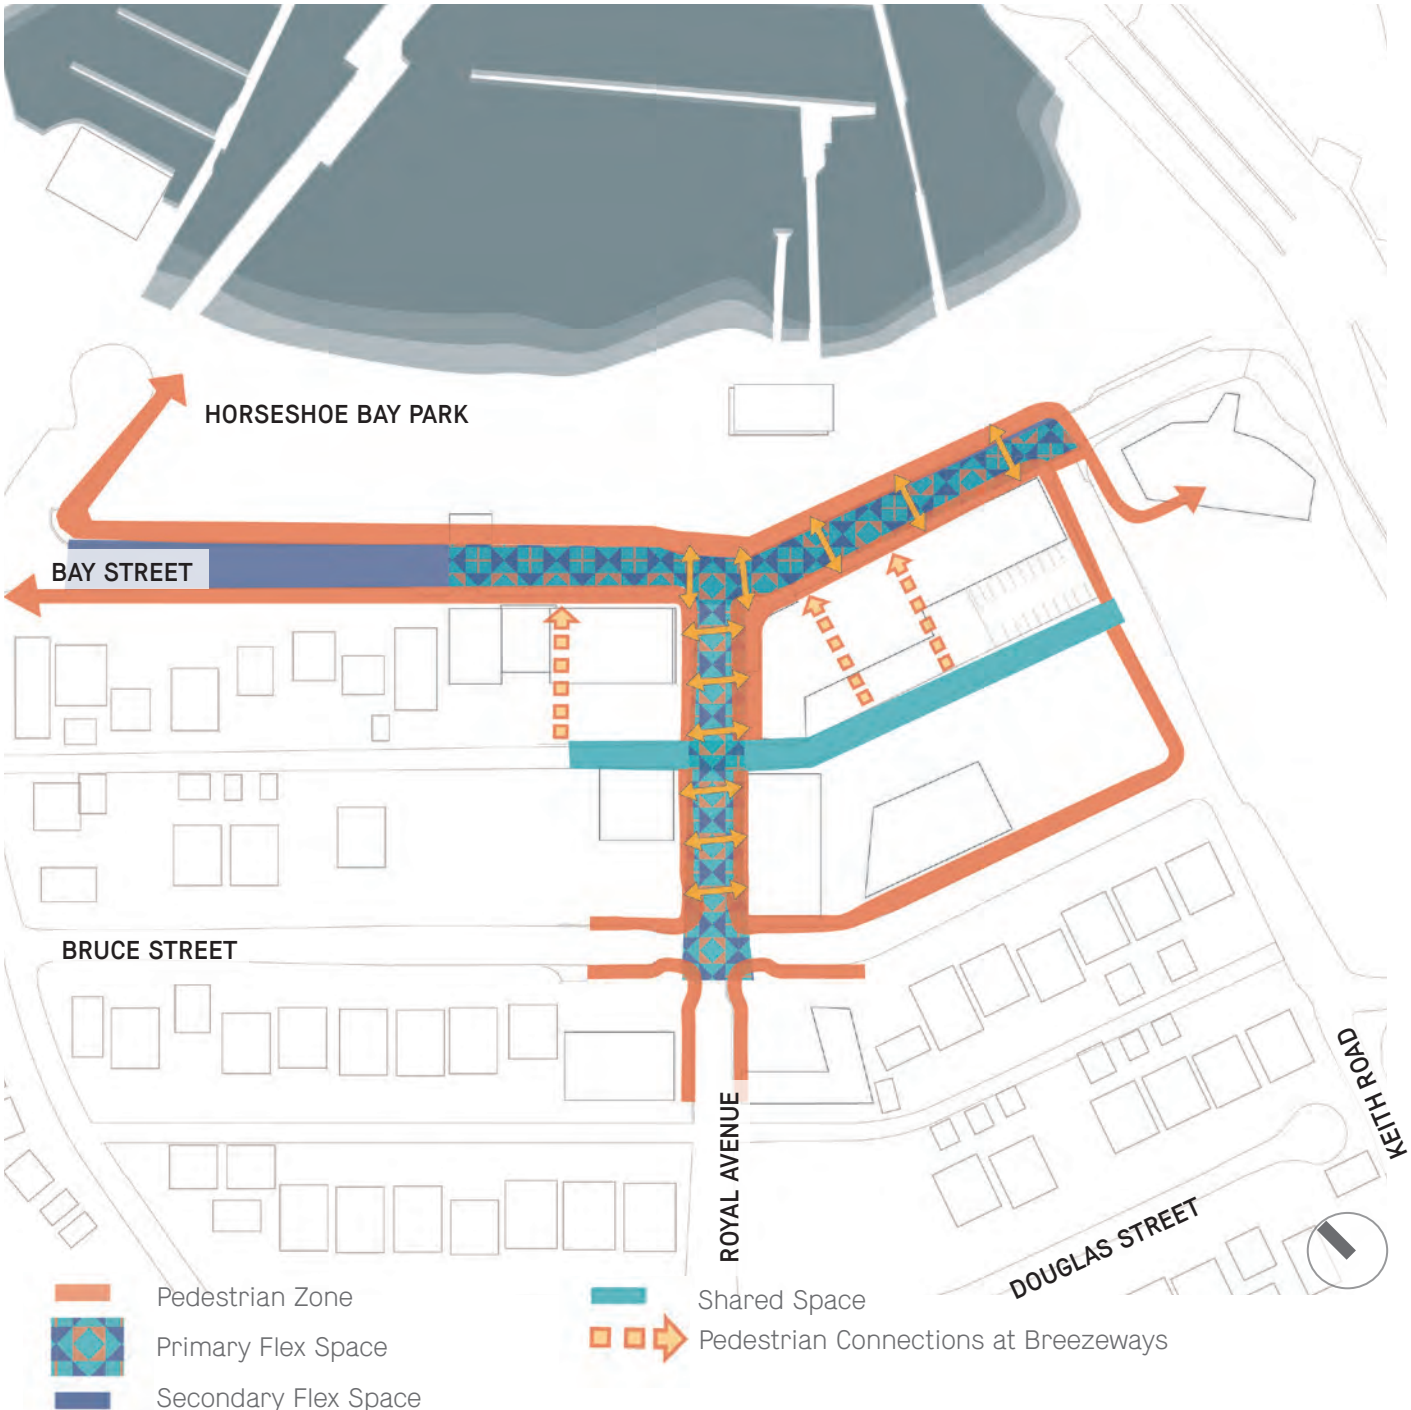 HORSESHOE BAY PARK
BAY STREET
BRUCE STREET
ROYAL AVENUE
KEITH ROAD
DOUGLAS STREET
Pedestrian Zone
Primary Flex Space
Secondary Flex Space
Shared Space
Pedestrian Connections at Breezeways